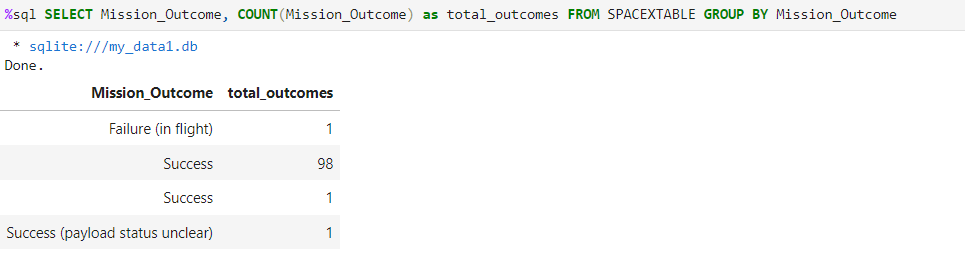 %sql SELECT Mission_Outcome, COUNT(Mission_Outcome) as total_outcomes FROM SPACEXTABLE GROUP BY Mission_Outcome
* sqlite:///my_data1.db
Done.
Mission_Outcome total_outcomes
Failure (in flight) 1
Success 98
Success 1
Success (payload status unclear) 1